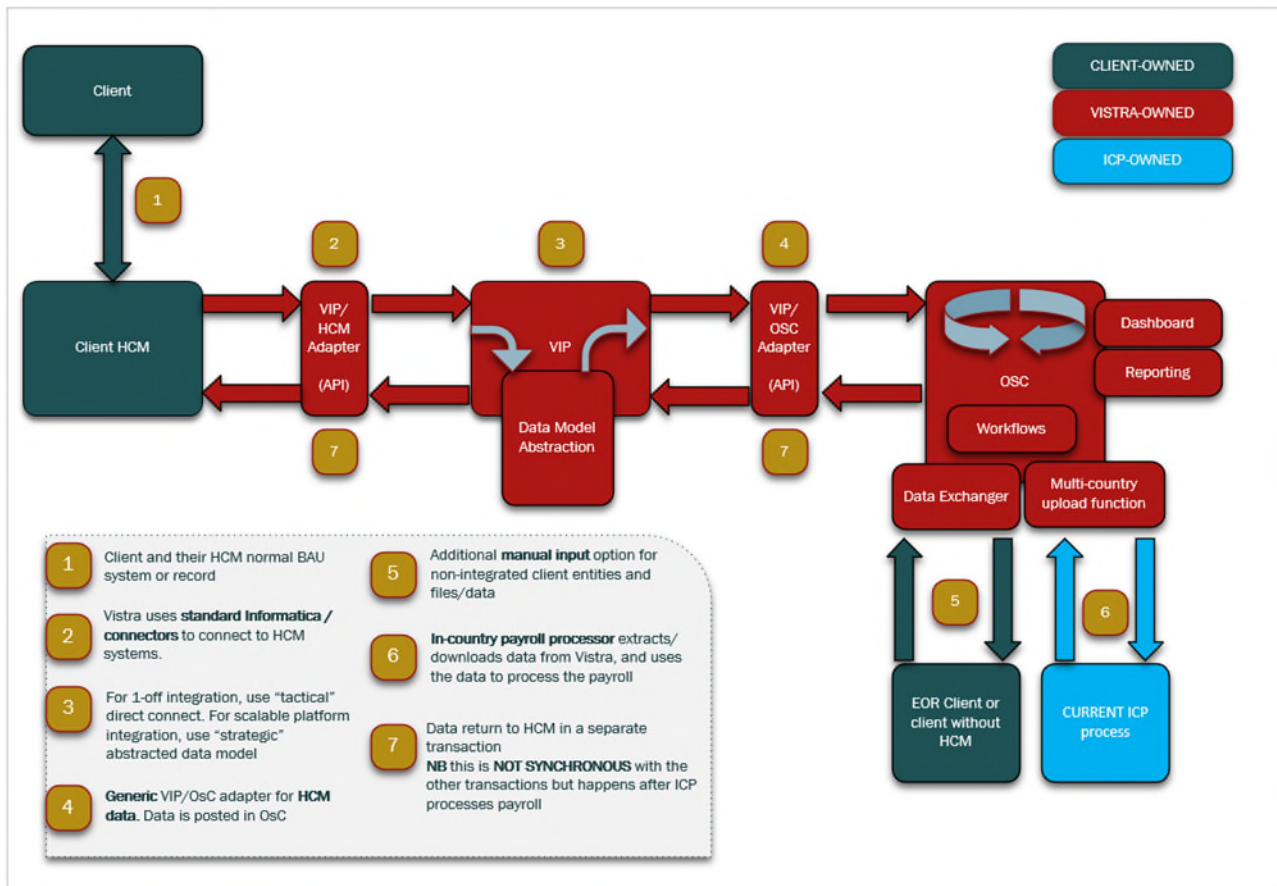 Client
CLIENT-OWNED
VISTRA-OWNED
ICP-OWNED
1
2
3
4
Client HCM
VIP/
HCM
Adapter
(API)
VIP
Data Model
Abstraction
VIP/
OSC
Adapter
(API)
OSC
Dashboard
Reporting
Workflows
Data Exchanger
Multi-country
upload function
7
7
5
6
EOR Client or
client without
HCM
CURRENT ICP
process
1
Client and their HCM normal BAU
system or record
2
Vistra uses standard Informatica /
connectors to connect to HCM
systems.
3
For 1-off integration, use “tactical”
direct connect. For scalable platform
integration, use “strategic”
abstracted data model
4
Generic VIP/OsC adapter for HCM
data. Data is posted in OsC
5
Additional manual input option for
non-integrated client entities and
files/data
6
In-country payroll processor extracts/
downloads data from Vistra, and uses
the data to process the payroll
7
Data return to HCM in a separate
transaction
NB this is NOT SYNCHRONOUS with the
other transactions but happens after ICP
processes payroll